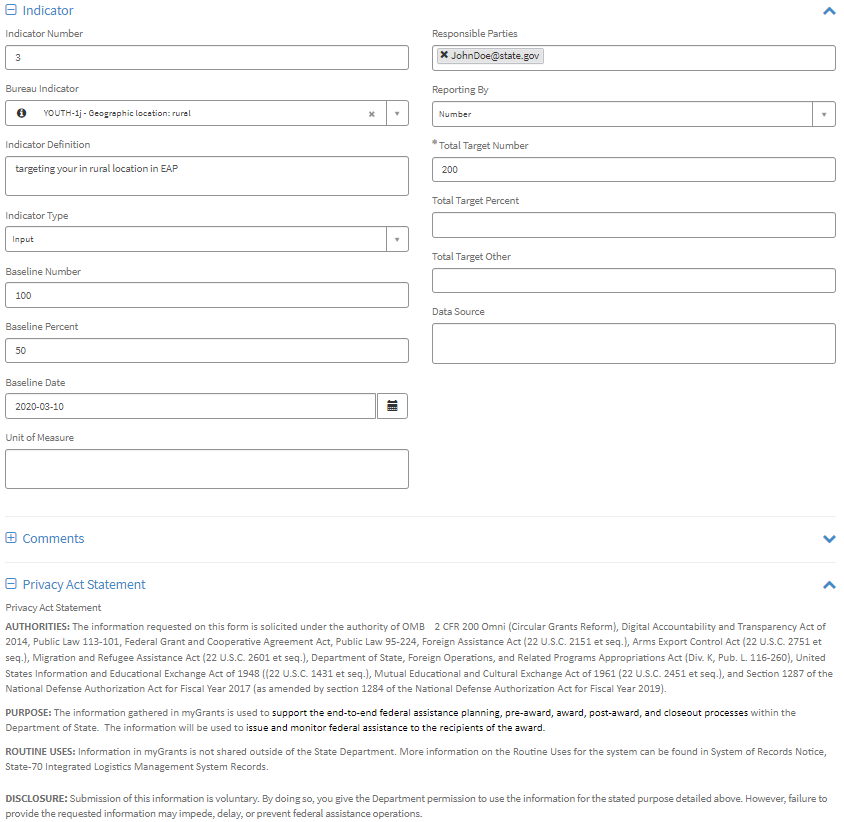 Indicator
Indicator Number
3
Bureau Indicator
YOUTH-1j - Geographic location: rural
Indicator Definition
targeting your in rural location in EAP
Indicator Type
Input
Baseline Number
100
Baseline Percent
50
Baseline Date
2020-03-10
Unit of Measure
Responsible Parties
JohnDoe@state.gov
Reporting By
Number
* Total Target Number
200
Total Target Percent
Total Target Other
Data Source
Comments
Privacy Act Statement
Privacy Act Statement
AUTHORITIES: The information requested on this form is solicited under the authority of OMB 2 CFR 200 Omni (Circular Grants Reform), Digital Accountability and Transparency Act of
2014, Public Law 113-101, Federal Grant and Cooperative Agreement Act, Public Law 95-224, Foreign Assistance Act (22 U.S.C. 2151 et seq.), Arms Export Control Act (22 U.S.C. 2751 et
seq.), Migration and Refugee Assistance Act (22 U.S.C. 2601 et seq.), Department of State, Foreign Operations, and Related Programs Appropriations Act (Div. K, Pub. L. 116-260), United
States Information and Educational Exchange Act of 1948 ((22 U.S.C. 1431 et seq.), Mutual Educational and Cultural Exchange Act of 1961 (22 U.S.C. 2451 et seq.), and Section 1287 of the
National Defense Authorization Act for Fiscal Year 2017 (as amended by section 1284 of the National Defense Authorization Act for Fiscal Year 2019).
PURPOSE: The information gathered in myGrants is used to support the end-to-end federal assistance planning, pre-award, award, post-award, and closeout processes within the
Department of State. The information will be used to issue and monitor federal assistance to the recipients of the award.
ROUTINE USES: Information in myGrants is not shared outside of the State Department. More information on the Routine Uses for the system can be found in System of Records Notice,
State-70 Integrated Logistics Management System Records.
DISCLOSURE: Submission of this information is voluntary. By doing so, you give the Department permission to use the information for the stated purpose detailed above. However, failure to
provide the requested information may impede, delay, or prevent federal assistance operations.